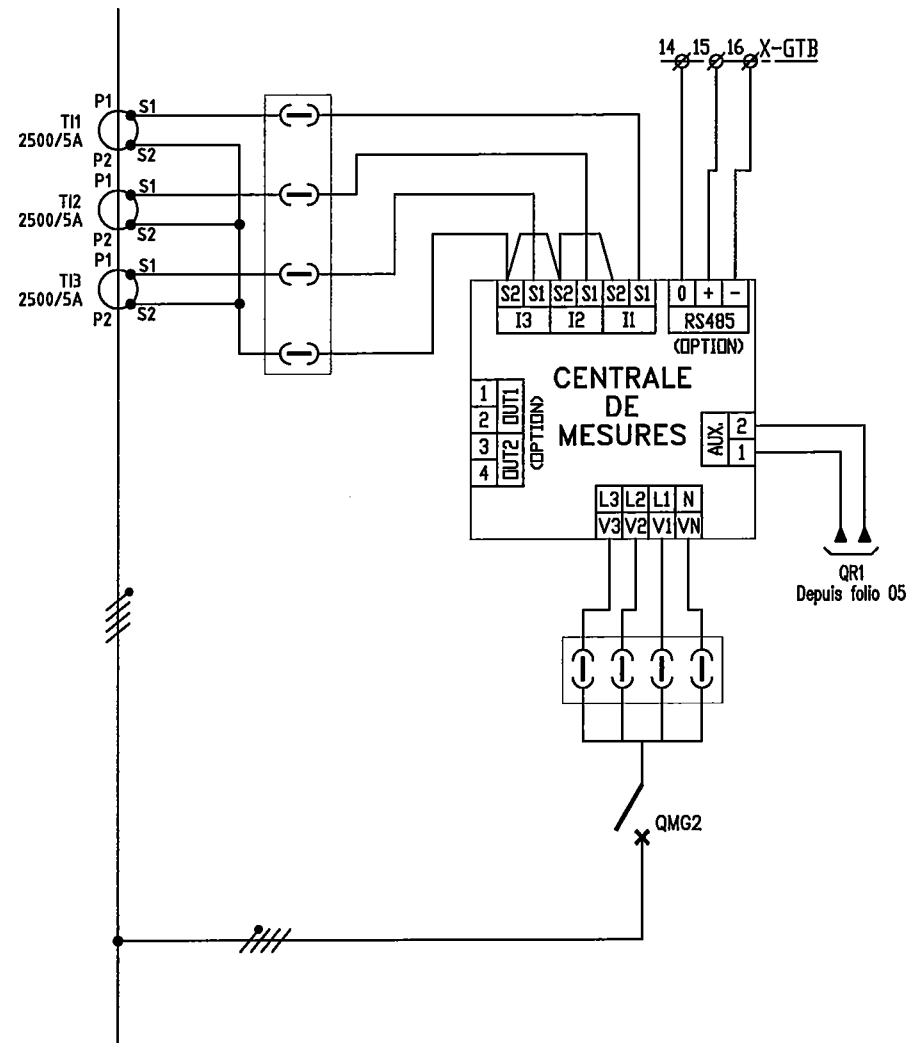 14 15 16 X-GTB
P1 S1
TI1
2500/5A
P2 S2
P1 S1
TI2
2500/5A
P2 S2
P1 S1
TI3
2500/5A
P2 S2
S2 S1 S2 S1 S2 S1
I3 I2 I1
0 + -
RS485
(OPTION)
CENTRALE
DE
MESURES
1
2
OUT1
3
4
OUT2
(OPTION)
AUX.
2
1
L3 L2 L1 N
V3 V2 V1 VN
QR1
Depuis folio 05
QMG2